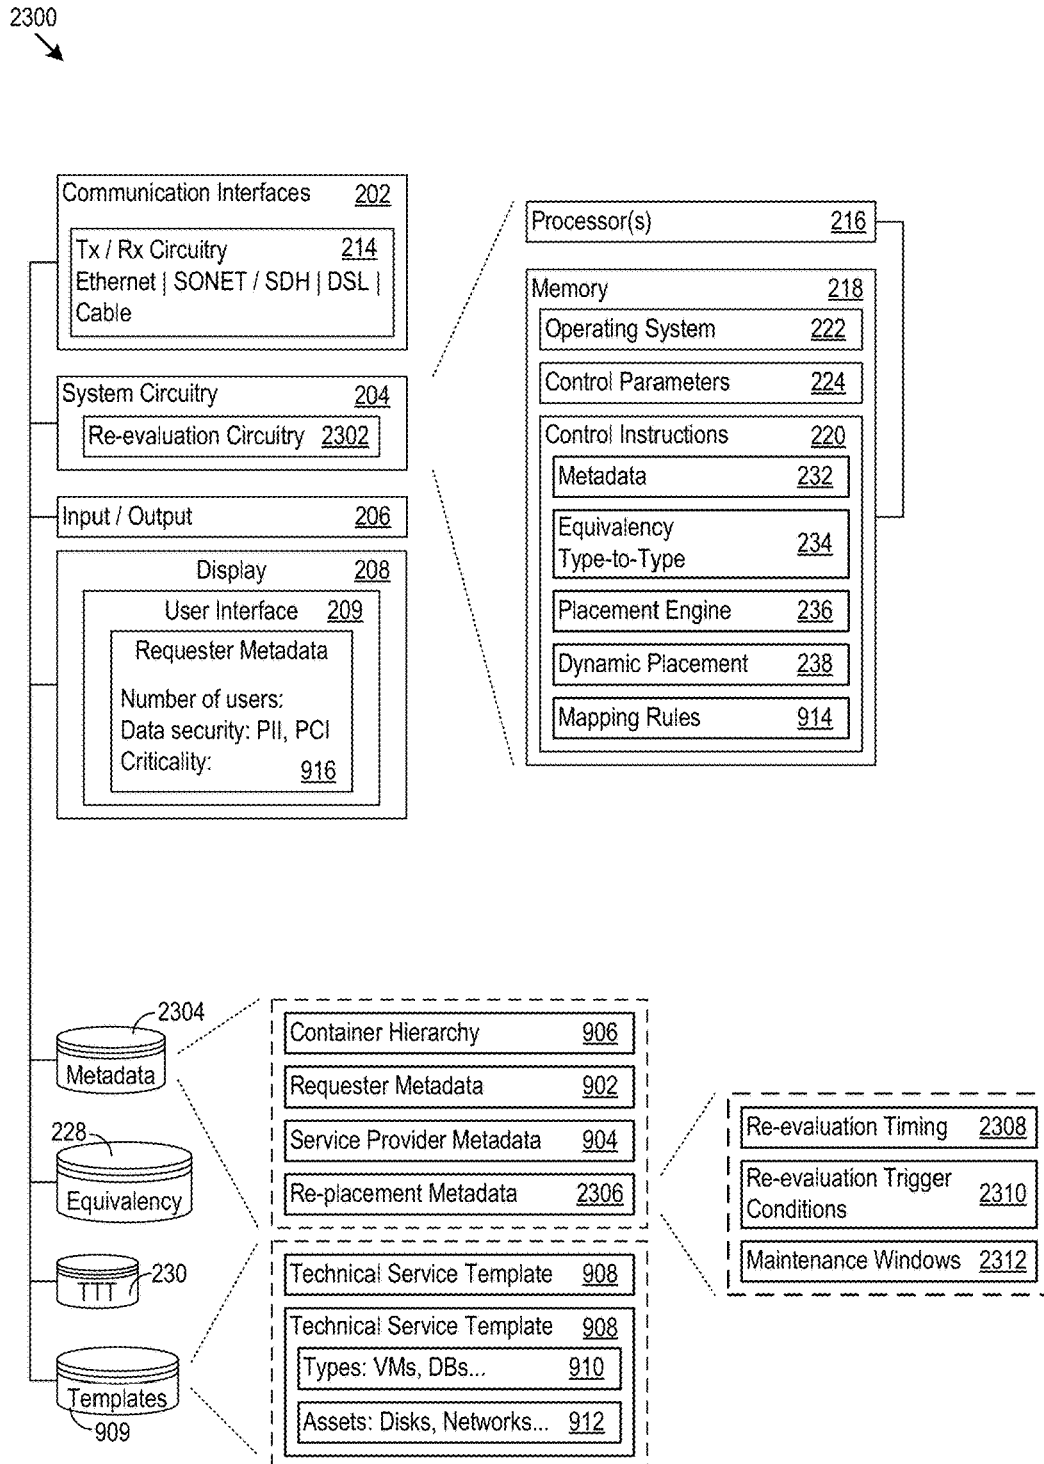 2300
Communication Interfaces 202
Tx / Rx Circuitry 214
Ethernet | SONET / SDH | DSL |
Cable
System Circuitry 204
Re-evaluation Circuitry 2302
Input / Output 206
Display 208
User Interface 209
Requester Metadata
Number of users:
Data security: PII, PCI
Criticality: 916
Processor(s) 216
Memory 218
Operating System 222
Control Parameters 224
Control Instructions 220
Metadata 232
Equivalency
Type-to-Type 234
Placement Engine 236
Dynamic Placement 238
Mapping Rules 914
2304
Metadata
228
Equivalency
TTT 230
Templates
909
Container Hierarchy 906
Requester Metadata 902
Service Provider Metadata 904
Re-placement Metadata 2306
Technical Service Template 908
Technical Service Template 908
Types: VMs, DBs... 910
Assets: Disks, Networks... 912
Re-evaluation Timing 2308
Re-evaluation Trigger 2310
Conditions
Maintenance Windows 2312